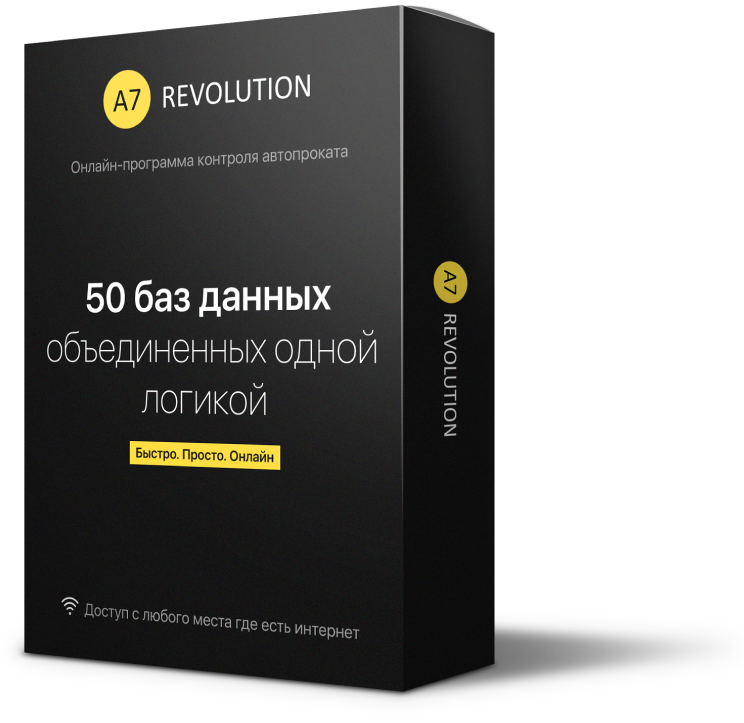 A7 REVOLUTION
Онлайн-программа контроля автопроката
50 баз данных
объединенных одной
логикой
Быстро. Просто. Онлайн
Доступ с любого места где есть интернет
A7 REVOLUTION